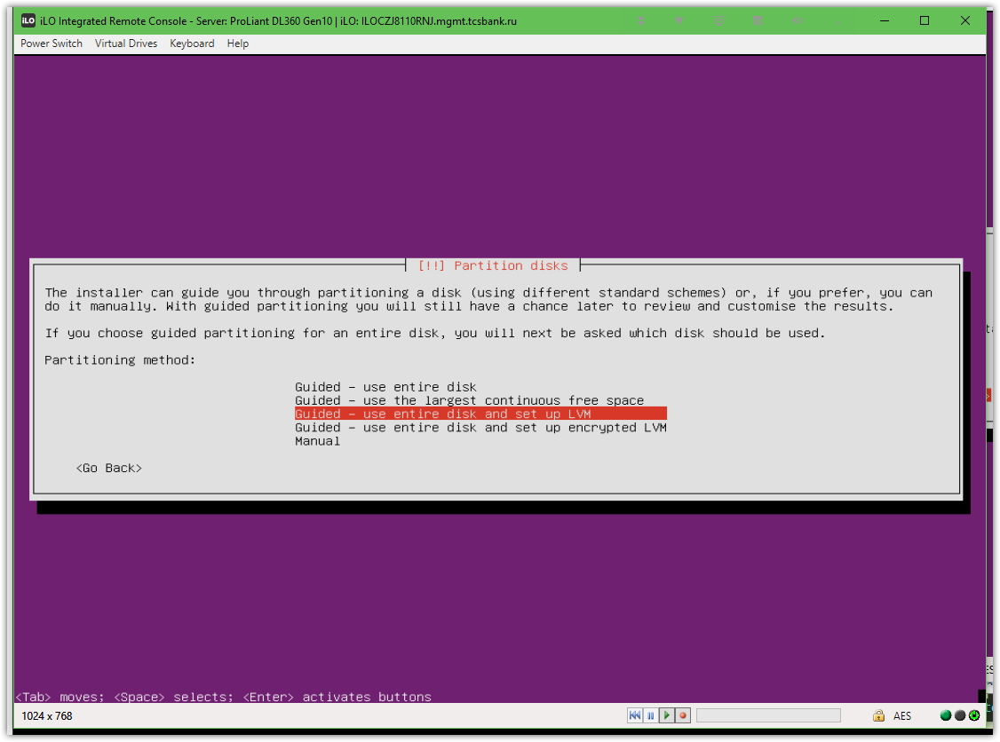 iLO iLO Integrated Remote Console - Server: ProLiant DL360 Gen10 | iLO: ILOCZJ8110RNJ.mgmt.tcsbank.ru
Power Switch Virtual Drives Keyboard Help
[!!] Partition disks
The installer can guide you through partitioning a disk (using different standard schemes) or, if you prefer, you can
do it manually. With guided partitioning you will still have a chance later to review and customise the results.
If you choose guided partitioning for an entire disk, you will next be asked which disk should be used.
Partitioning method:
Guided - use entire disk
Guided - use the largest continuous free space
Guided - use entire disk and set up LVM
Guided - use entire disk and set up encrypted LVM
Manual
<Go Back>
<Tab> moves; <Space> selects; <Enter> activates buttons
1024 x 768 AES